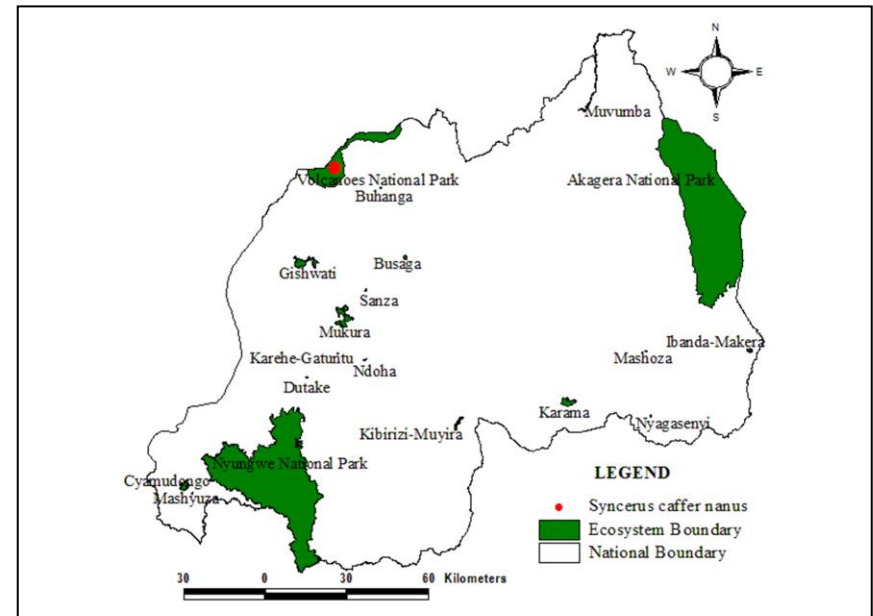 N
W E
S
Muvumba
Volcanoes National Park
Akagera National Park
Buhanga
Gishwati
Busaga
Sanza
Mukura
Ibanda-Makera
Karehe-Gaturitu
Ndoha
Mashoza
Dutake
Karama
Nyagasenyi
Kibirizi-Muyira
Nyungwe National Park
Cyamudongo
Mashyuza
LEGEND
Syncerus caffer nanus
Ecosystem Boundary
National Boundary
30 0 30 60 Kilometers